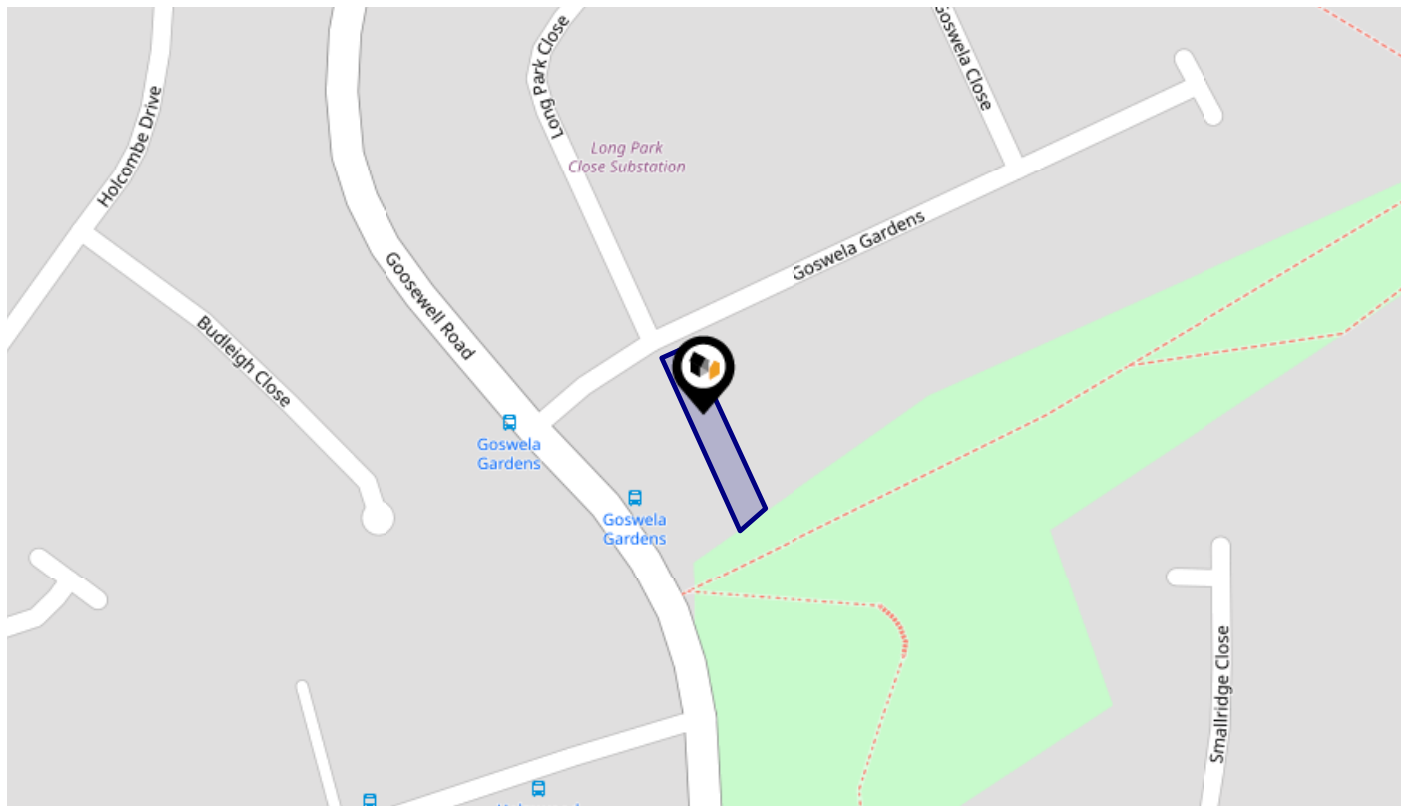 Long Park Close
Goswela Close
Holcombe Drive
Long Park
Close Substation
Goswela Gardens
Goosewell Road
Budleigh Close
Goswela
Gardens
Goswela
Gardens
Smallridge Close